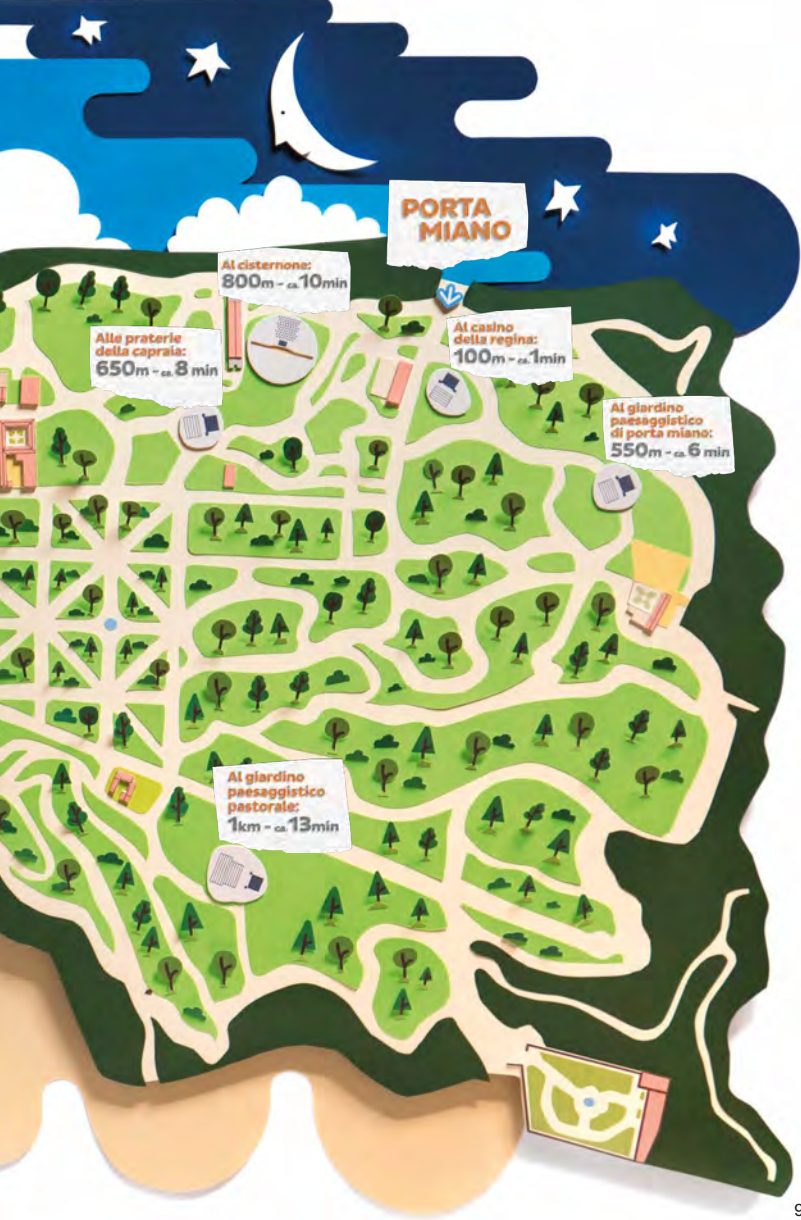 PORTA
MIANO
Al cisternone:
800m - ca. 10min
Alle praterie
della capraia:
650m - ca. 8 min
Al casino
della regina:
100m - ca. 1min
Al giardino
paesaggistico
di porta miano:
550m - ca. 6 min
Al giardino
paesaggistico
pastorale:
1km - ca. 13min
9